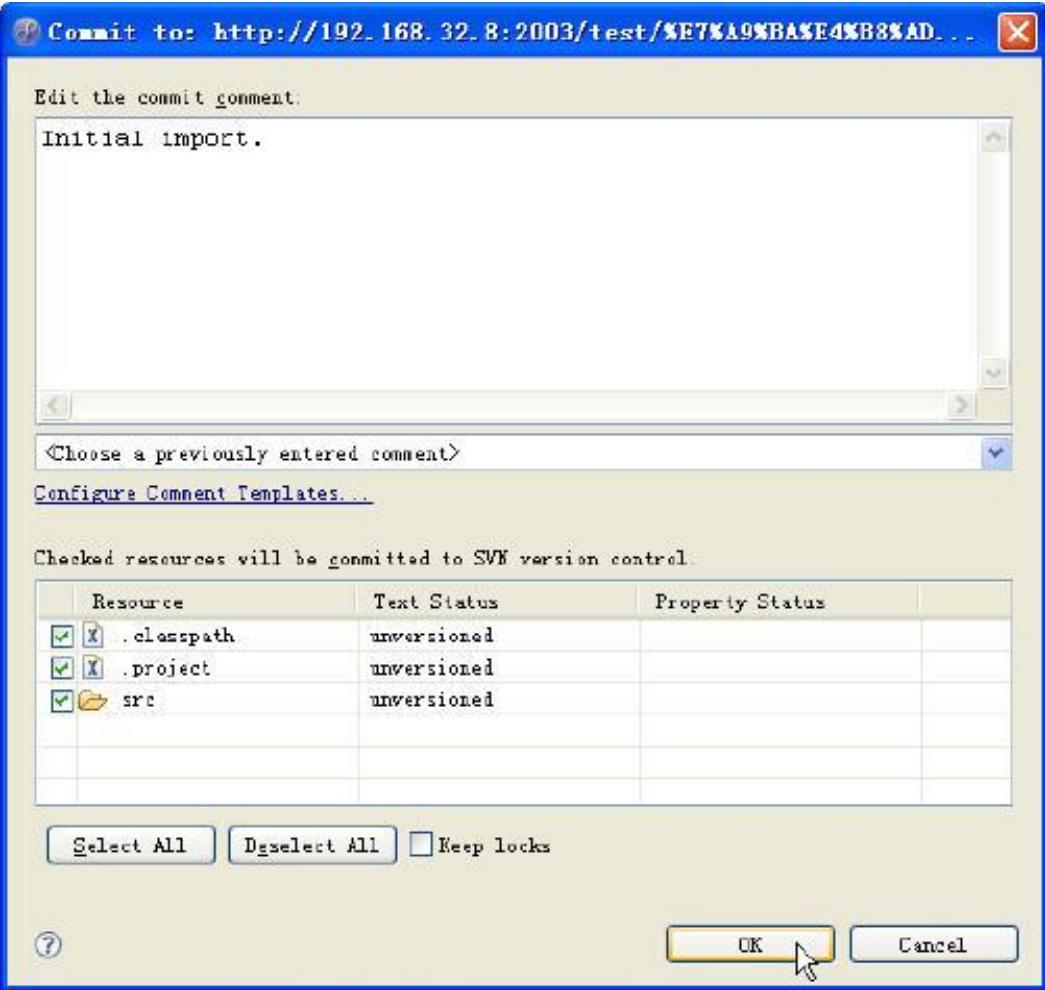 Commit to: http://192.168.32.8:2003/test/%E7%A9%BA%E4%B8%AD...
Edit the commit comment:
Initial import.
<Choose a previously entered comment>
Configure Comment Templates...
Checked resources will be committed to SVN version control.
Resource Text Status Property Status
.classpath unversioned
.project unversioned
src unversioned
Select All Deselect All Keep locks
OK Cancel